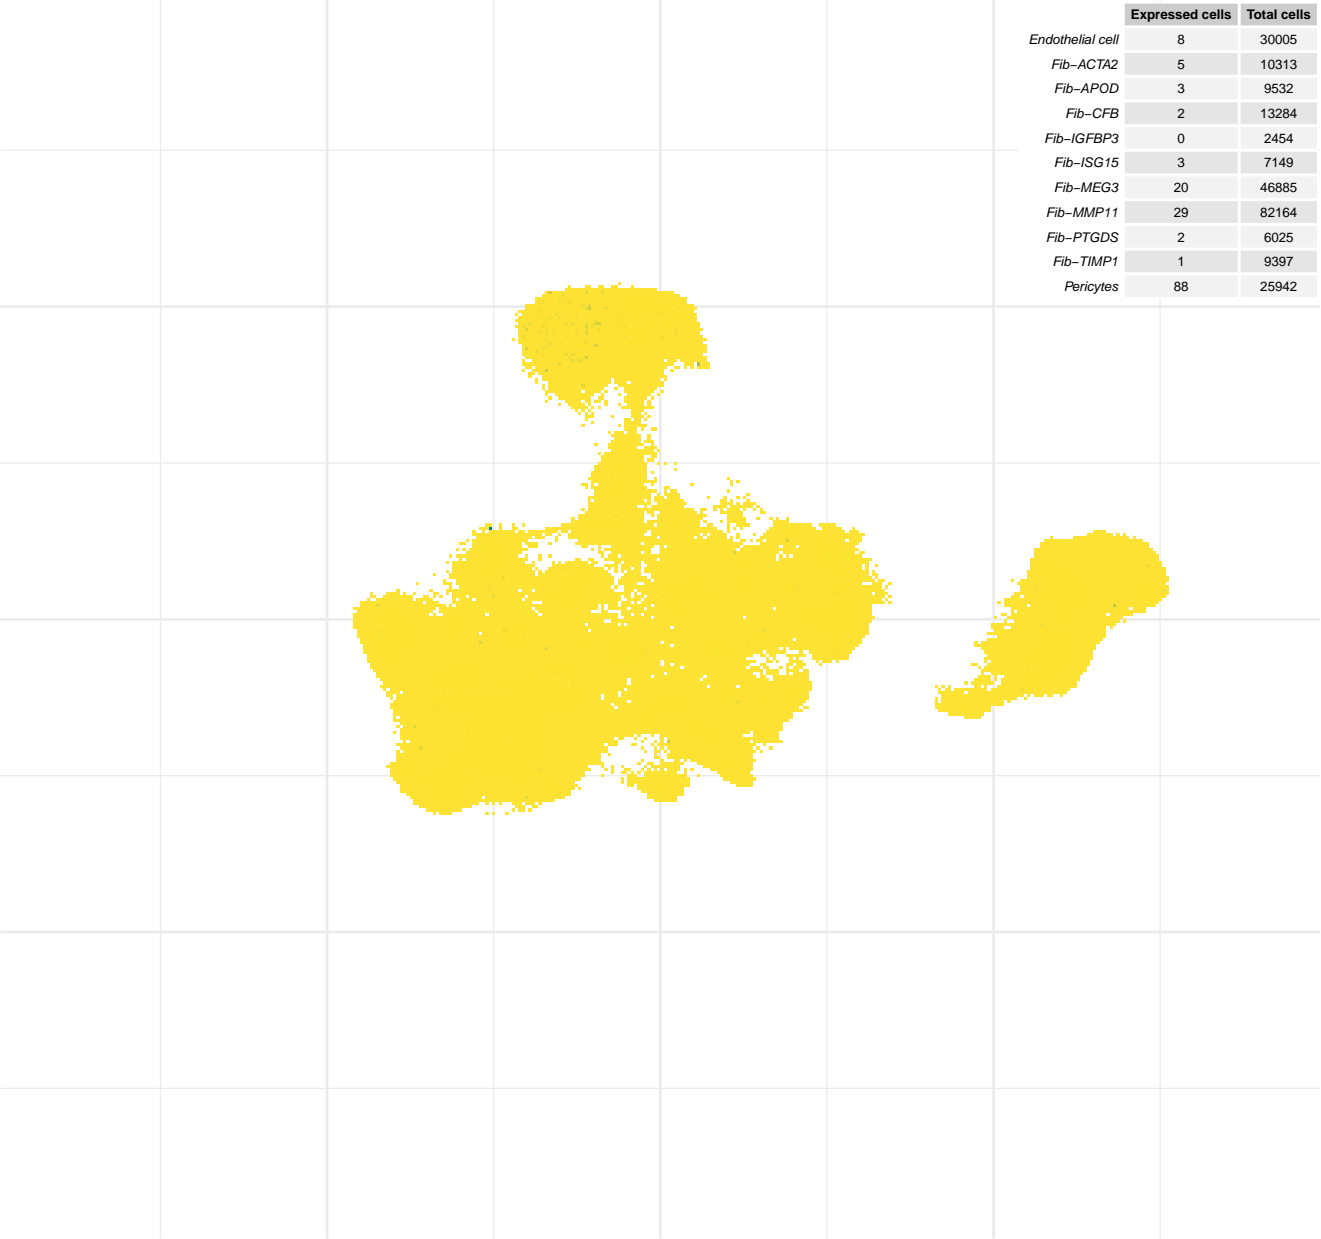 Expressed cells Total cells
Endothelial cell 8 30005
Fib−ACTA2 5 10313
Fib−APOD 3 9532
Fib−CFB 2 13284
Fib−IGFBP3 0 2454
Fib−ISG15 3 7149
Fib−MEG3 20 46885
Fib−MMP11 29 82164
Fib−PTGDS 2 6025
Fib−TIMP1 1 9397
Pericytes 88 25942